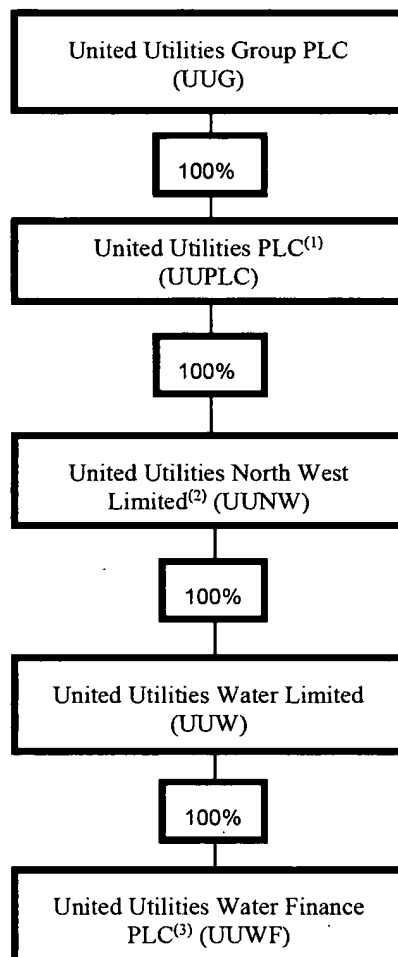 United Utilities Group PLC
(UUG)
100%
United Utilities PLC(1)
(UUPLC)
100%
United Utilities North West
Limited(2) (UUNW)
100%
United Utilities Water Limited
(UUW)
100%
United Utilities Water Finance
PLC(3) (UUWF)